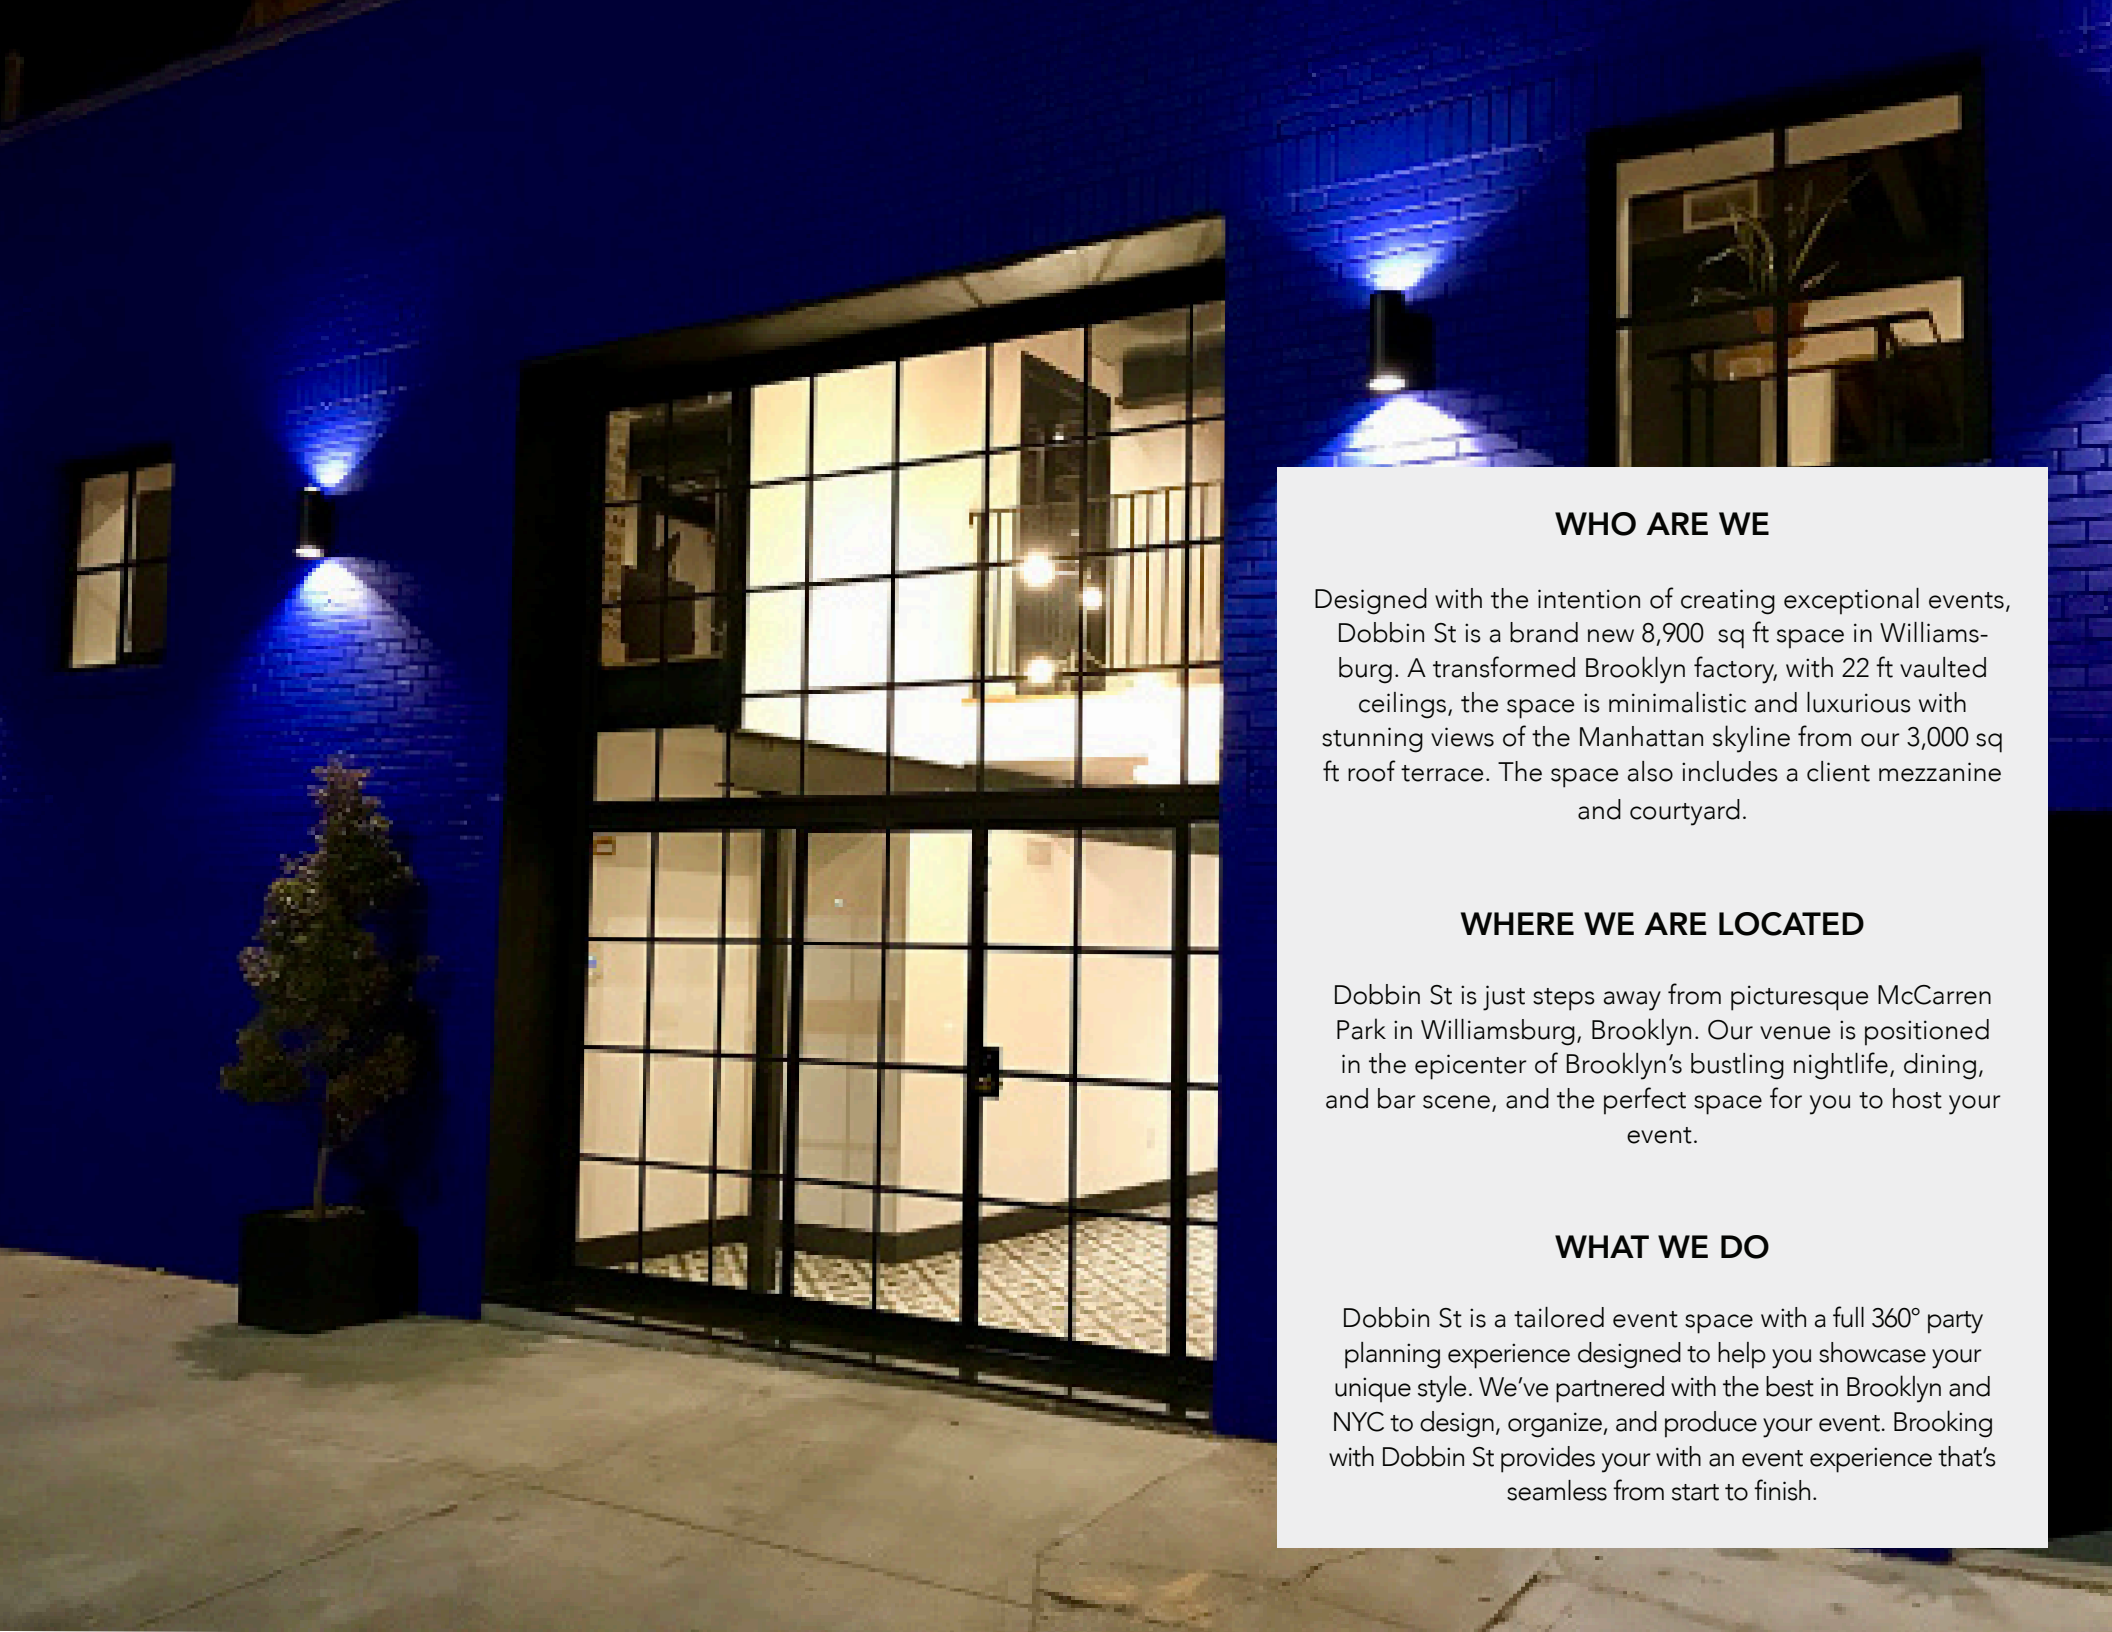 WHO ARE WE
Designed with the intention of creating exceptional events,
Dobbin St is a brand new 8,900  sq ft space in Williams-
burg. A transformed Brooklyn factory, with 22 ft vaulted
ceilings, the space is minimalistic and luxurious with
stunning views of the Manhattan skyline from our 3,000 sq
ft roof terrace. The space also includes a client mezzanine
and courtyard.
WHERE WE ARE LOCATED
Dobbin St is just steps away from picturesque McCarren
Park in Williamsburg, Brooklyn. Our venue is positioned
in the epicenter of Brooklyn’s bustling nightlife, dining,
and bar scene, and the perfect space for you to host your
event.
WHAT WE DO
Dobbin St is a tailored event space with a full 360º party
planning experience designed to help you showcase your
unique style. We’ve partnered with the best in Brooklyn and
NYC to design, organize, and produce your event. Brooking
with Dobbin St provides your with an event experience that’s
seamless from start to finish.